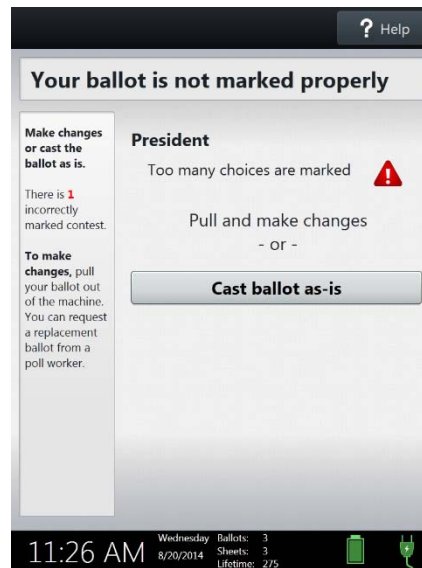 ? Help
Your ballot is not marked properly
Make changes
or cast the
ballot as is.
There is 1
incorrectly
marked contest.
To make
changes, pull
your ballot out
of the machine.
You can request
a replacement
ballot from a
poll worker.
President
Too many choices are marked
Pull and make changes
- or -
Cast ballot as-is
11:26 AM
Wednesday
8/20/2014
Ballots: 3
Sheets: 3
Lifetime: 275